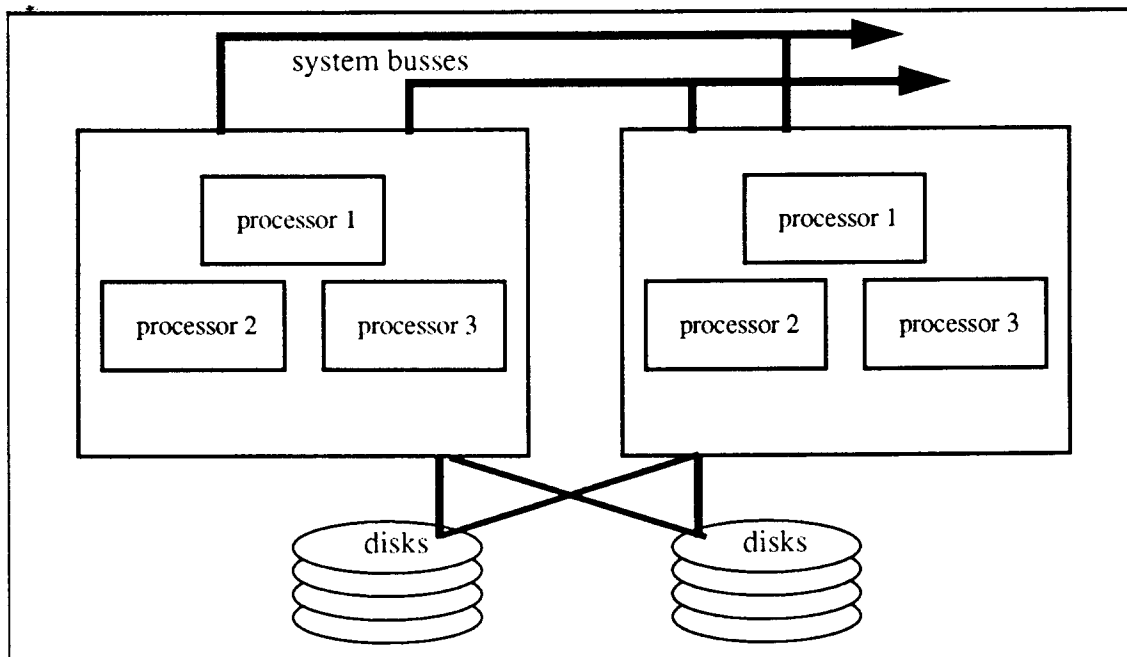 system busses
processor 1
processor 2
processor 3
processor 1
processor 2
processor 3
disks
disks